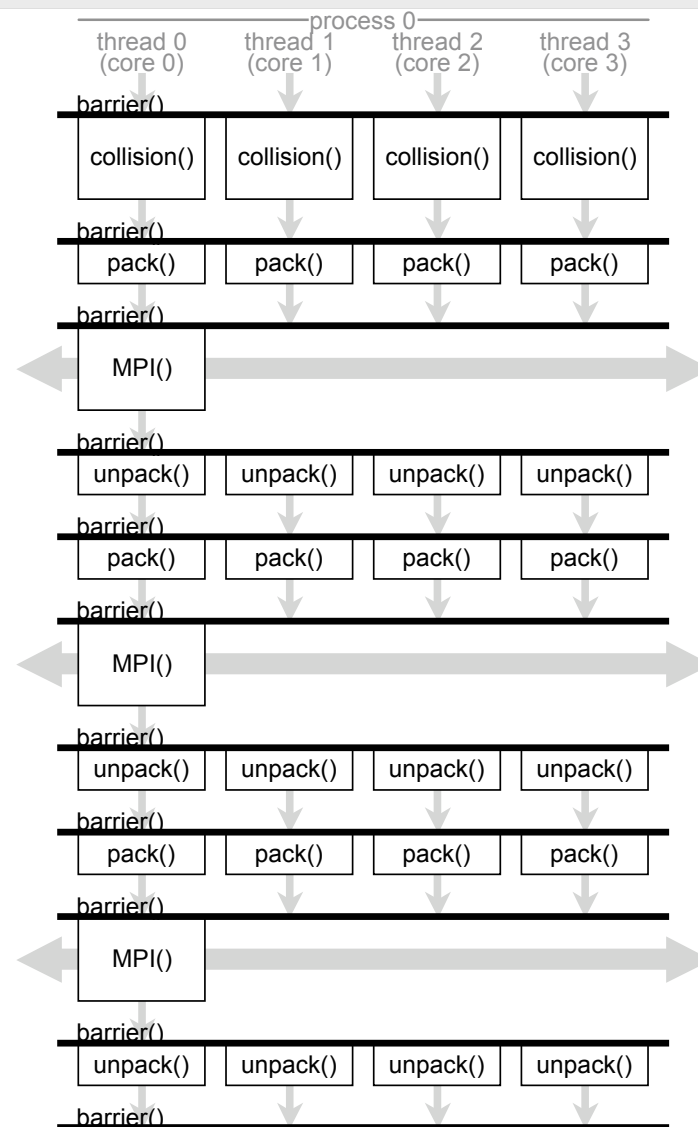 process 0
thread 0 thread 1 thread 2 thread 3
(core 0) (core 1) (core 2) (core 3)
barrier()
collision() collision() collision() collision()
barrier()
pack() pack() pack() pack()
barrier()
MPI()
barrier()
unpack() unpack() unpack() unpack()
barrier()
pack() pack() pack() pack()
barrier()
MPI()
barrier()
unpack() unpack() unpack() unpack()
barrier()
pack() pack() pack() pack()
barrier()
MPI()
barrier()
unpack() unpack() unpack() unpack()
barrier()